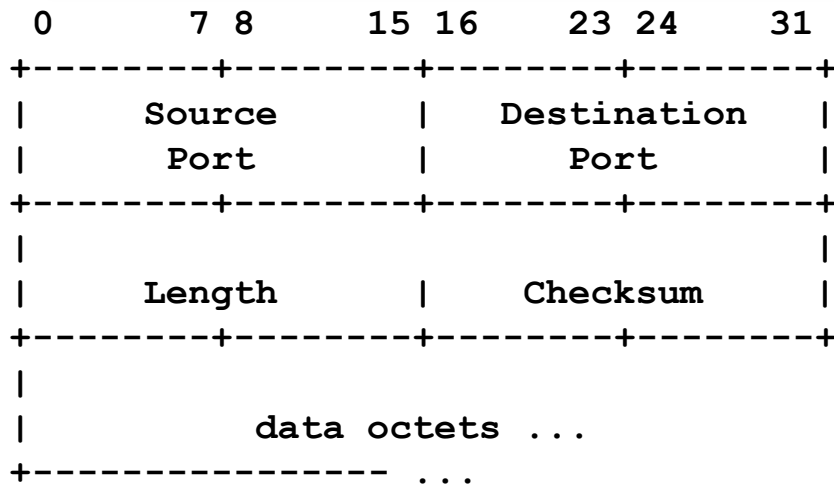 0      7 8     15 16    23 24    31
+--------+--------+--------+--------+
|     Source      |   Destination   |
|      Port       |      Port       |
+--------+--------+--------+--------+
|                                   |
|     Length      |    Checksum     |
+--------+--------+--------+--------+
|
|          data octets ...
+---------------- ...